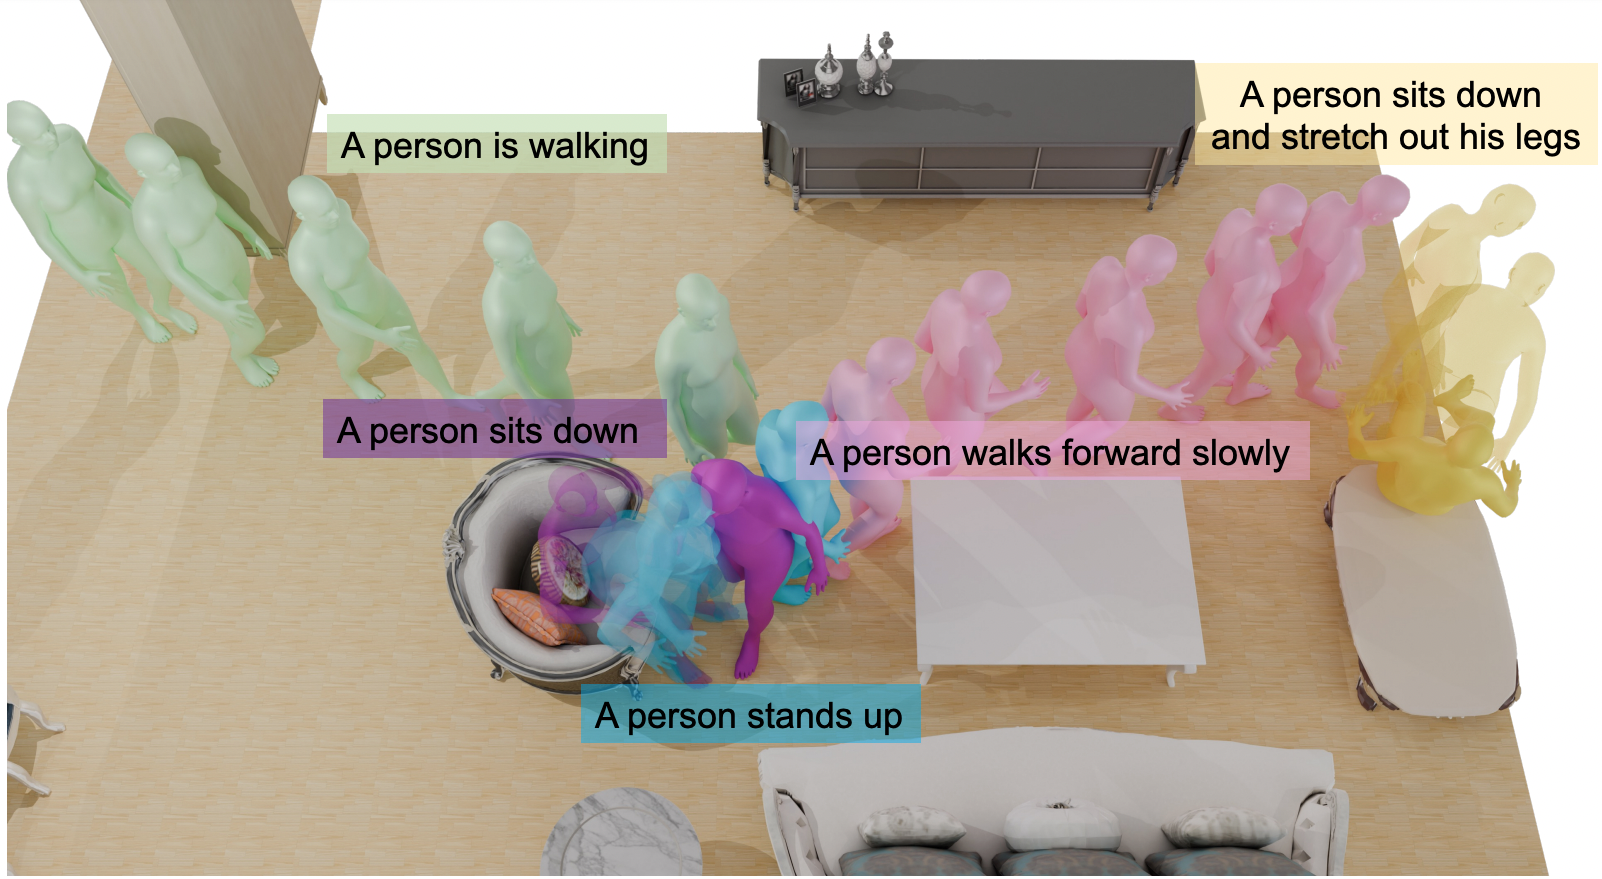 A person is walking
A person sits down
and stretch out his legs
A person sits down
A person walks forward slowly
A person stands up